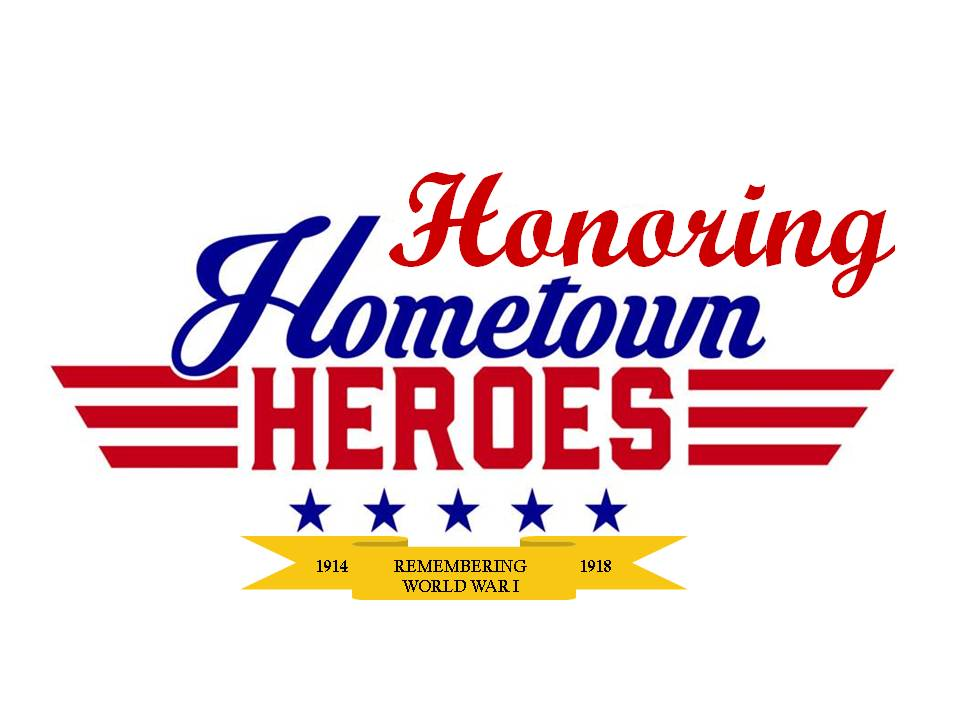 Honoring
Hometown
HEROES
1914 REMEMBERING 1918
WORLD WAR I